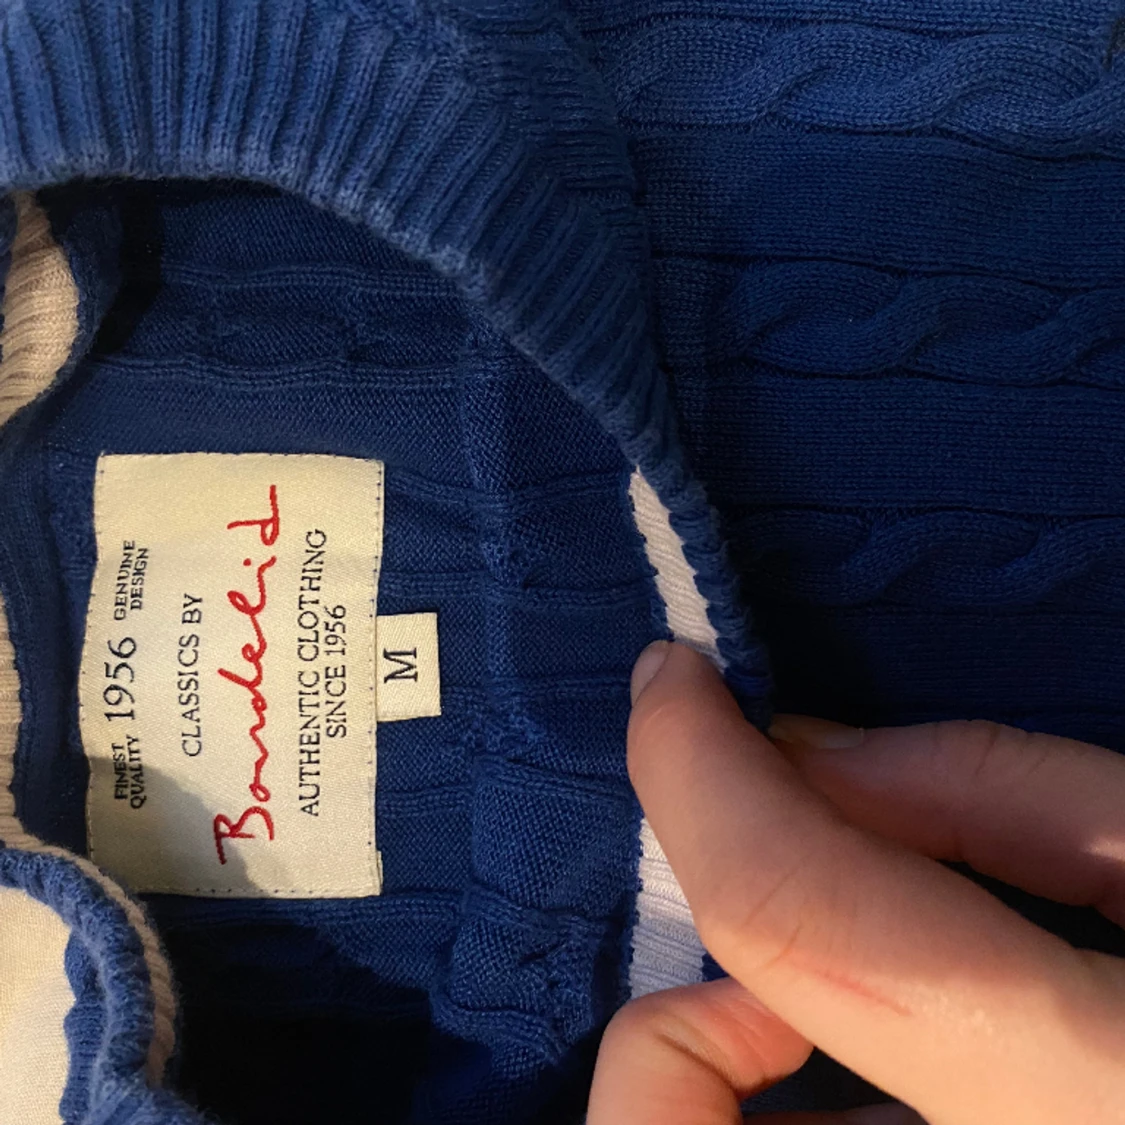 FINEST QUALITY 1956 GENUINE DESIGN
CLASSICS BY
Bondelid
AUTHENTIC CLOTHING
SINCE 1956
M